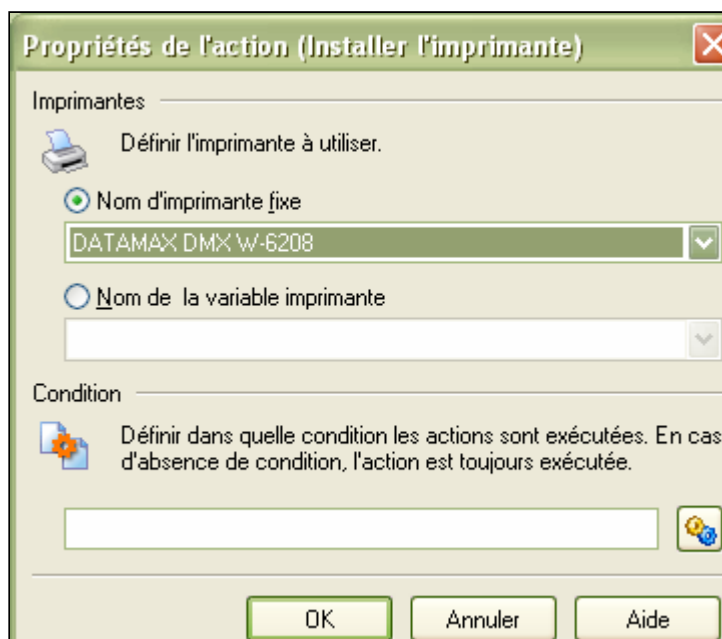 Propriétés de l'action (Installer l'imprimante)
Imprimantes
Définir l'imprimante à utiliser.
Nom d'imprimante fixe
DATAMAX DMX W-6208
Nom de la variable imprimante
Condition
Définir dans quelle condition les actions sont exécutées. En cas
d'absence de condition, l'action est toujours exécutée.
OK Annuler Aide